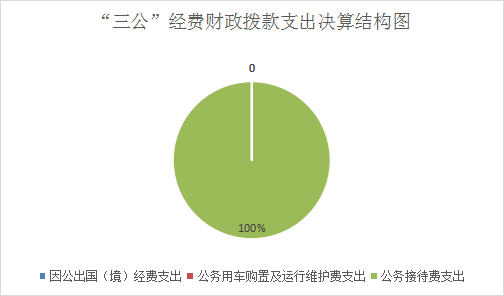 “三公”经费财政拨款支出决算结构图
0
100%
因公出国（境）经费支出 公务用车购置及运行维护费支出 公务接待费支出